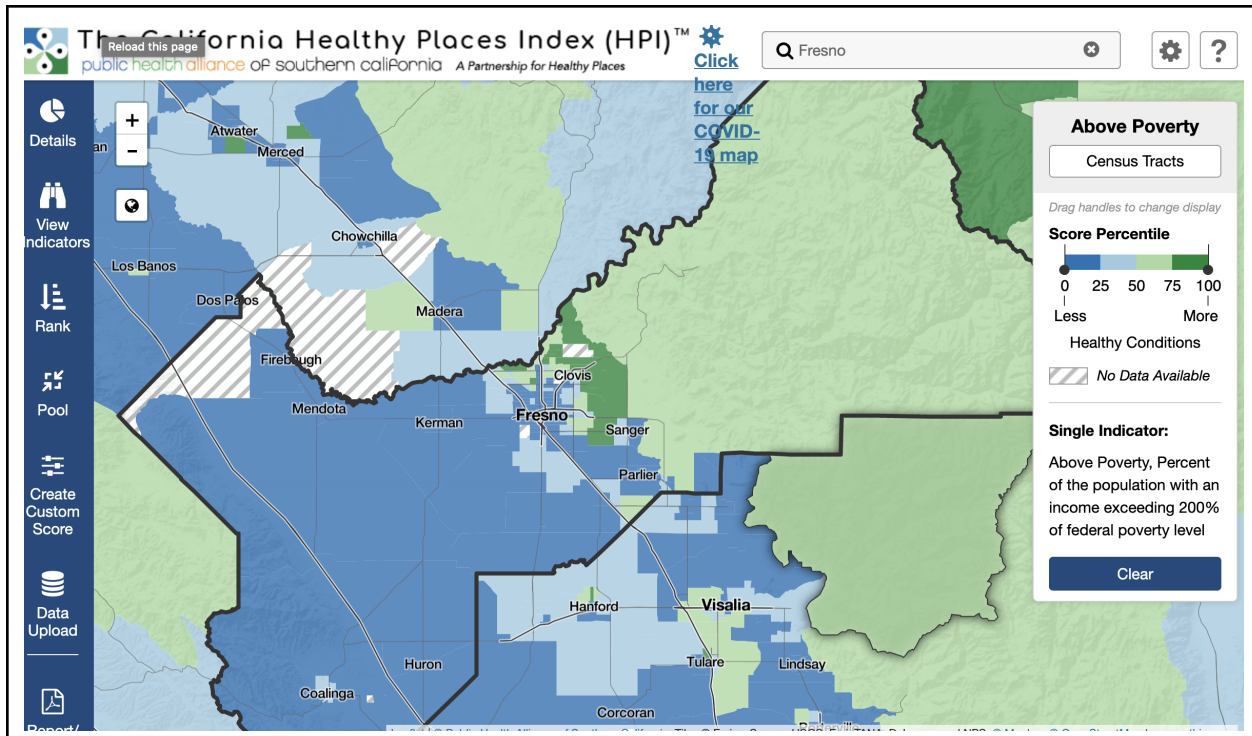 The California Healthy Places Index (HPI)™
Reload this page
public health alliance of southern california A Partnership for Healthy Places
Click
here
for our
COVID-
19 map
Fresno
?
Details
View
Indicators
Rank
Pool
Create
Custom
Score
Data
Upload
Report/
+
−
an
Atwater
Merced
Chowchilla
Los Banos
Dos Palos
Madera
Firebaugh
Mendota
Kerman
Clovis
Fresno
Sanger
Parlier
Hanford
Visalia
Huron
Tulare
Lindsay
Coalinga
Corcoran
Porterville
Above Poverty
Census Tracts
Drag handles to change display
Score Percentile
0 25 50 75 100
Less More
Healthy Conditions
No Data Available
Single Indicator:
Above Poverty, Percent
of the population with an
income exceeding 200%
of federal poverty level
Clear